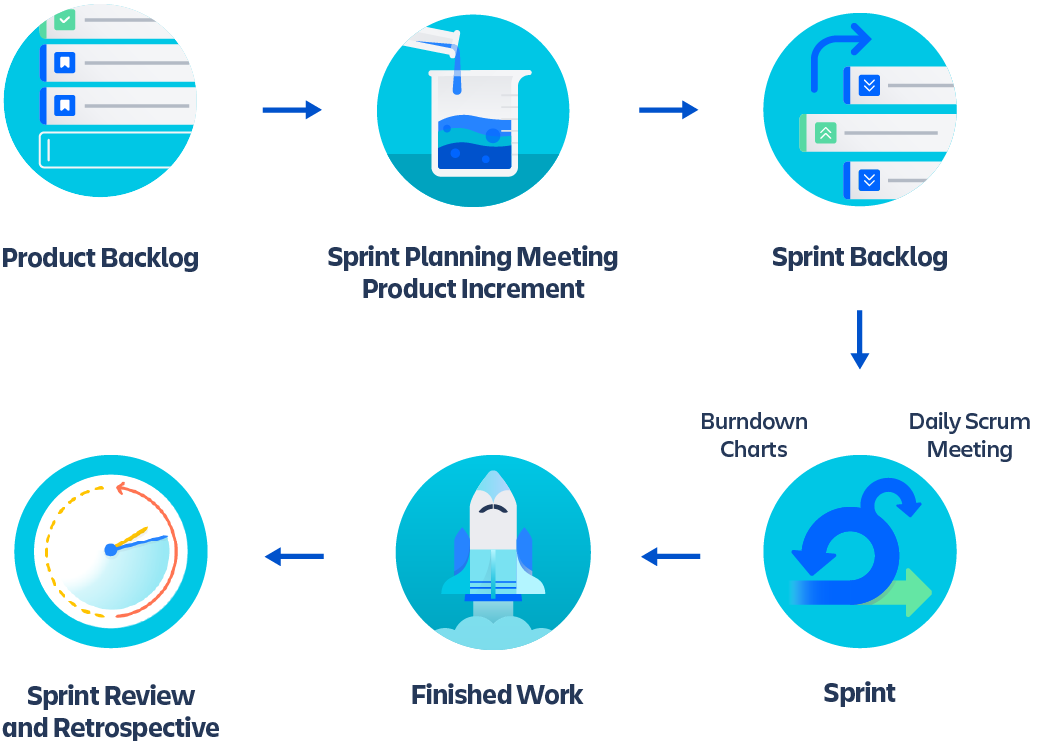 Product Backlog
Sprint Planning Meeting
Product Increment
Sprint Backlog
Burndown
Charts
Daily Scrum
Meeting
Sprint Review
and Retrospective
Finished Work
Sprint